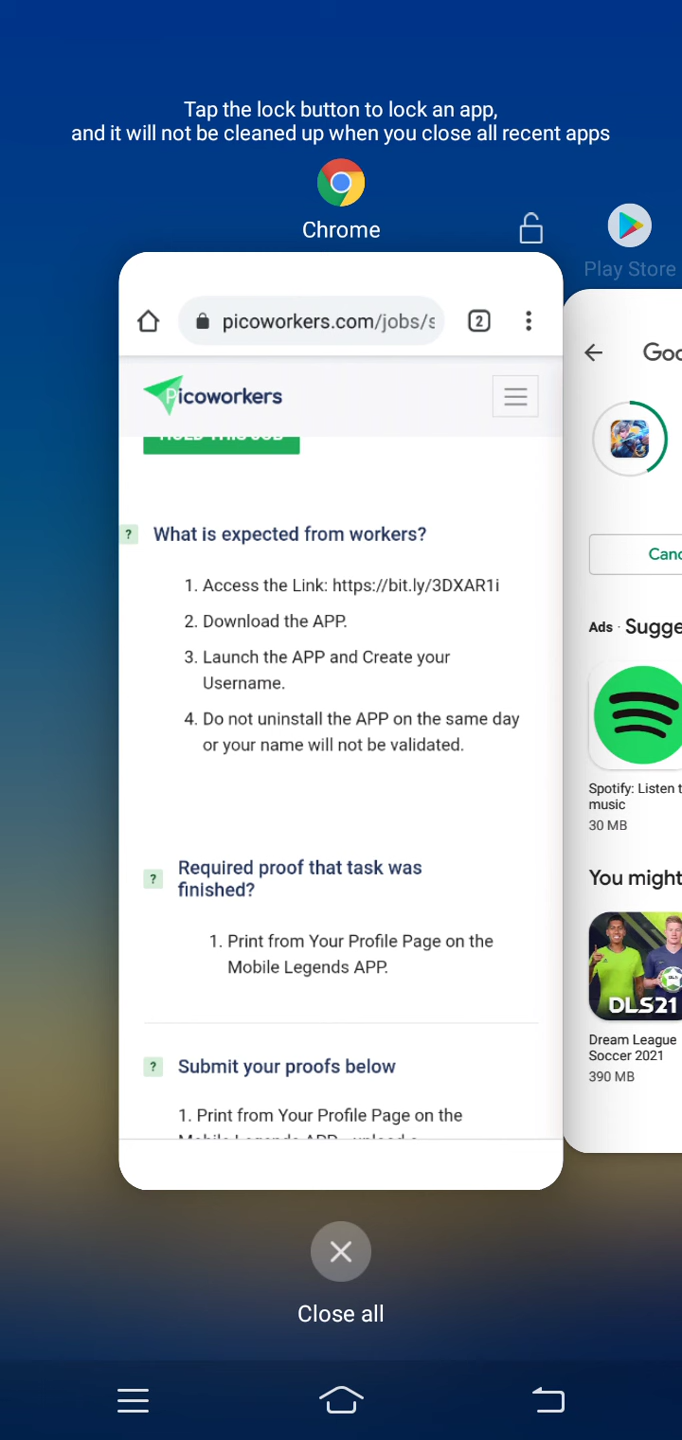 Tap the lock button to lock an app,
and it will not be cleaned up when you close all recent apps
Chrome
Play Store
picoworkers.com/jobs/s
2
Picoworkers
HOLD THIS JOB
? What is expected from workers?
1. Access the Link: https://bit.ly/3DXAR1i
2. Download the APP.
3. Launch the APP and Create your
Username.
4. Do not uninstall the APP on the same day
or your name will not be validated.
? Required proof that task was
finished?
1. Print from Your Profile Page on the
Mobile Legends APP.
? Submit your proofs below
1. Print from Your Profile Page on the
Mobile Legends APP
Goo
Canc
Ads · Sugge
Spotify: Listen t
music
30 MB
You might
DLS21
Dream League
Soccer 2021
390 MB
Close all